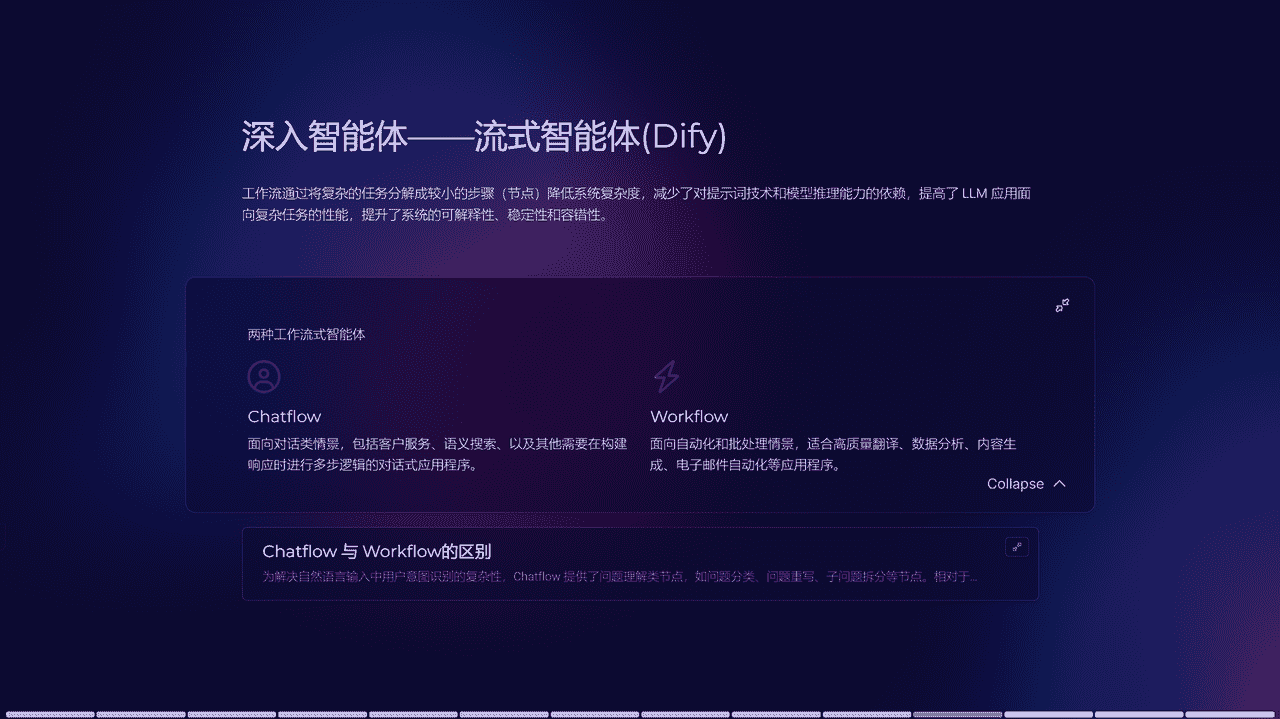 深入智能体——流式智能体(Dify)
工作流通过将复杂的任务分解成较小的步骤（节点）降低系统复杂度，减少了对提示词技术和模型推理能力的依赖，提高了 LLM 应用面
向复杂任务的性能，提升了系统的可解释性、稳定性和容错性。
两种工作流式智能体
Chatflow
面向对话类情景，包括客户服务、语义搜索、以及其他需要在构建
响应时进行多步逻辑的对话式应用程序。
Workflow
面向自动化和批处理情景，适合高质量翻译、数据分析、内容生
成、电子邮件自动化等应用程序。
Collapse
Chatflow 与 Workflow的区别
为解决自然语言输入中用户意图识别的复杂性，Chatflow 提供了问题理解类节点，如问题分类、问题重写、子问题拆分等节点。相对于...